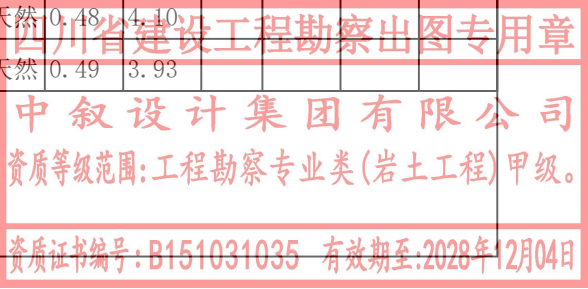 天然 0.48 4.10
四川省建设工程勘察出图专用章
天然 0.49 3.93
中叙设计集团有限公司
资质等级范围:工程勘察专业类(岩土工程)甲级。
资质证书编号:B151031035 有效期至:2028年12月04日